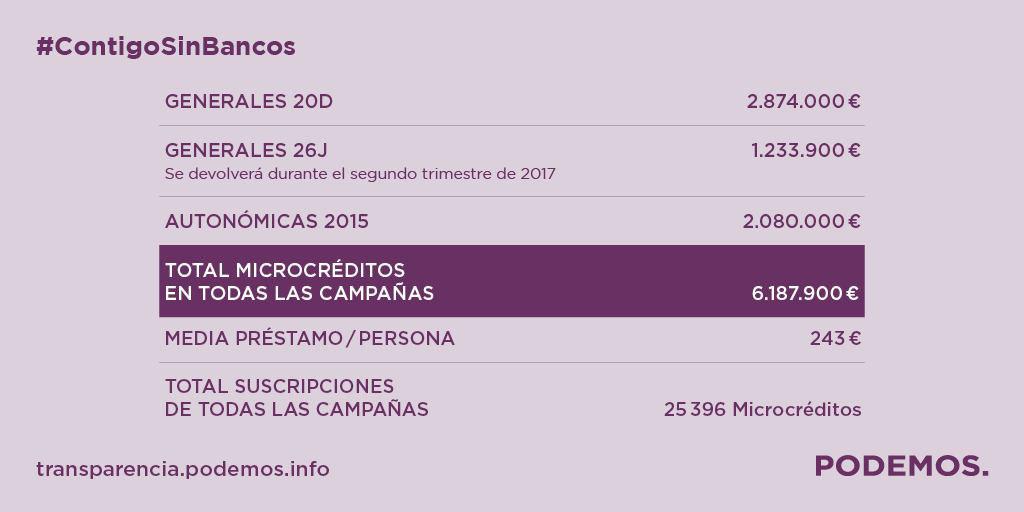 #ContigoSinBancos
GENERALES 20D 2.874.000 €
GENERALES 26J 1.233.900 €
Se devolverá durante el segundo trimestre de 2017
AUTONÓMICAS 2015 2.080.000 €
TOTAL MICROCRÉDITOS
EN TODAS LAS CAMPAÑAS 6.187.900 €
MEDIA PRÉSTAMO/PERSONA 243 €
TOTAL SUSCRIPCIONES
DE TODAS LAS CAMPAÑAS 25 396 Microcréditos
transparencia.podemos.info PODEMOS.